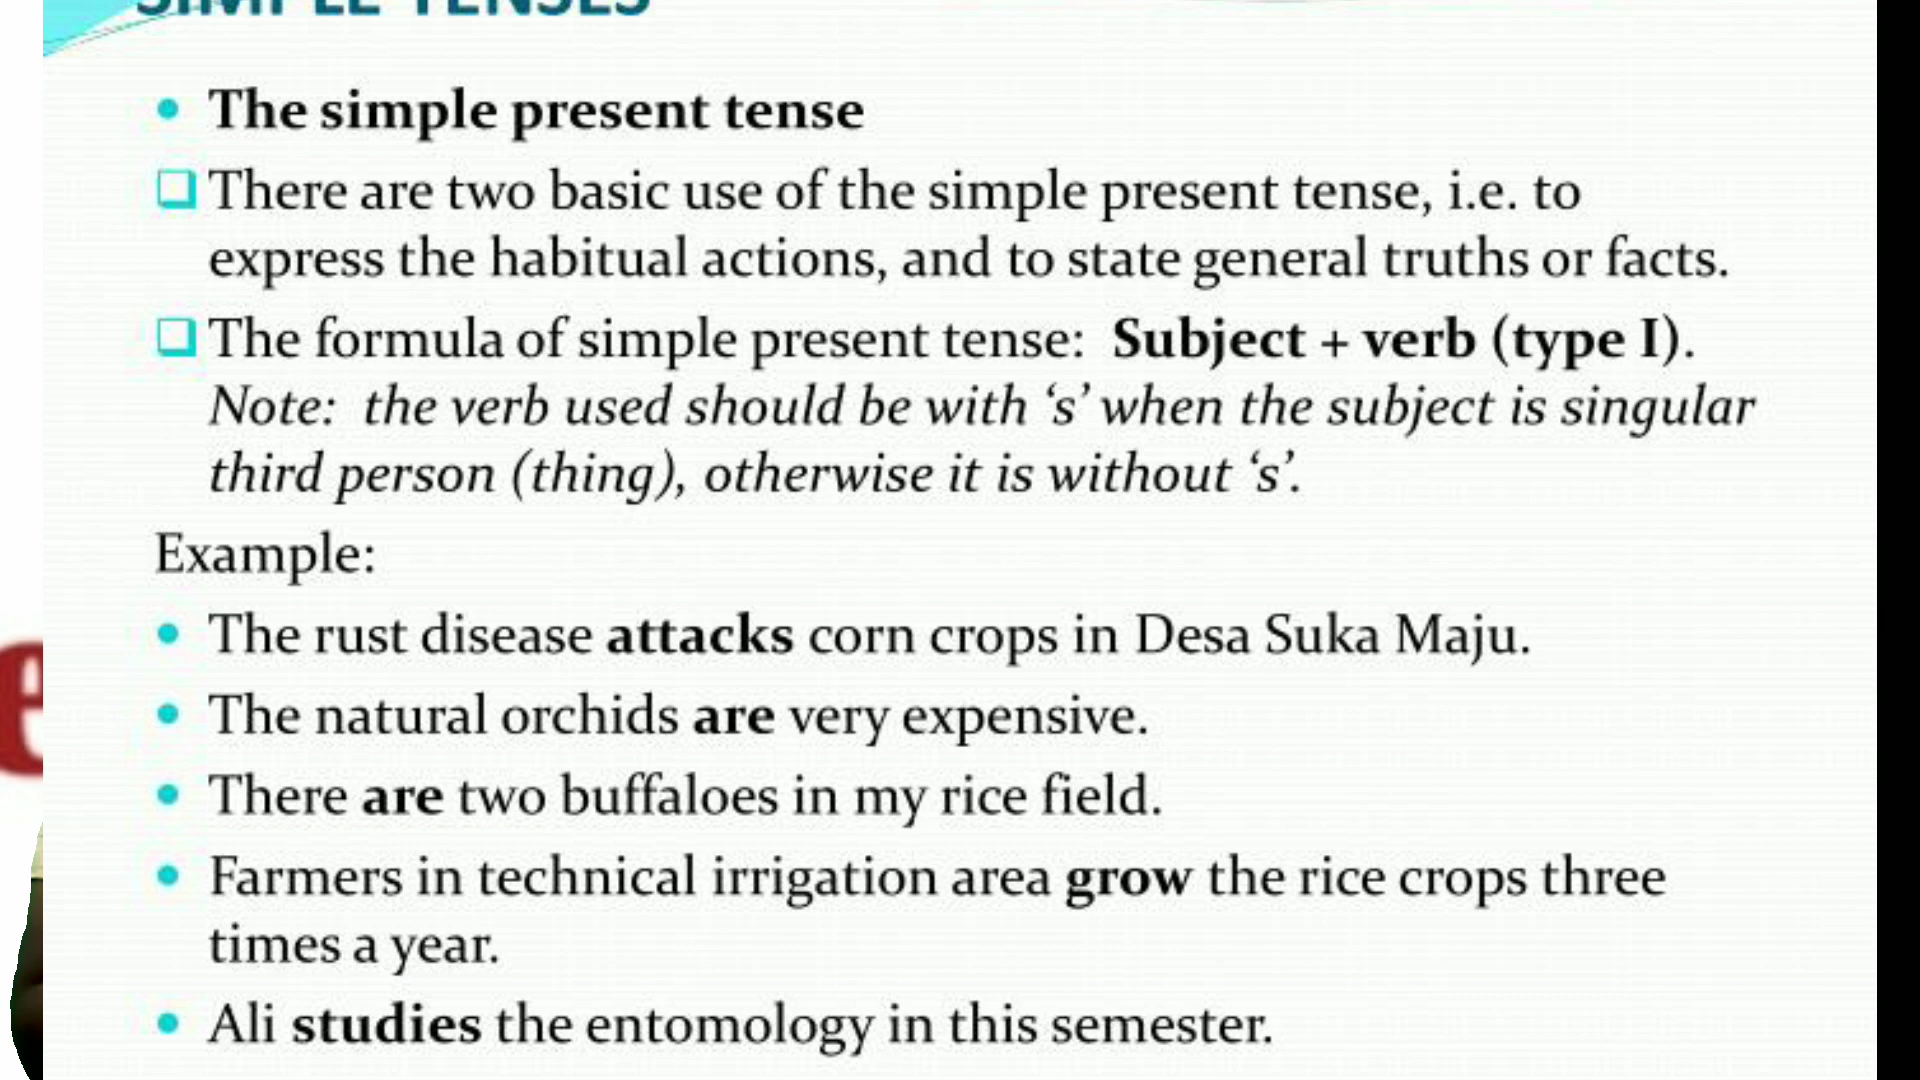 SIMPLE TENSES
The simple present tense
There are two basic use of the simple present tense, i.e. to
express the habitual actions, and to state general truths or facts.
The formula of simple present tense: Subject + verb (type I).
Note: the verb used should be with ‘s’ when the subject is singular
third person (thing), otherwise it is without ‘s’.
Example:
The rust disease attacks corn crops in Desa Suka Maju.
The natural orchids are very expensive.
There are two buffaloes in my rice field.
Farmers in technical irrigation area grow the rice crops three
times a year.
Ali studies the entomology in this semester.